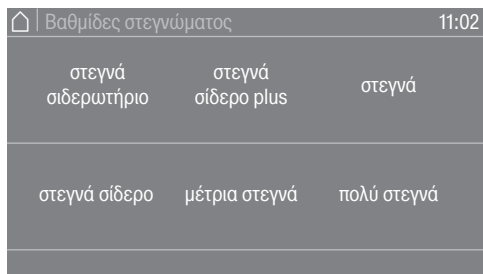 Βαθμίδες στεγνώματος 11:02
στεγνά
σιδερωτήριο
στεγνά
σίδερο plus
στεγνά
στεγνά σίδερο
μέτρια στεγνά
πολύ στεγνά